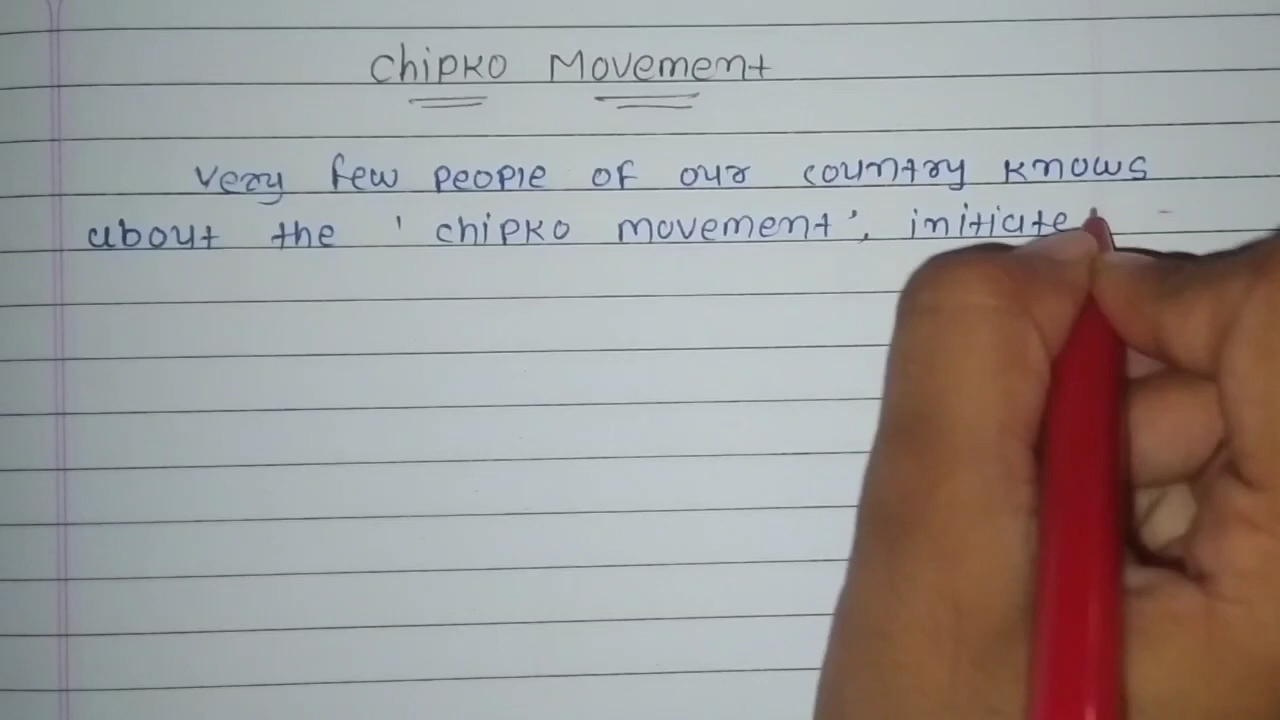 Chipko Movement
Very few people of our country knows
about the 'chipko movement', initiate